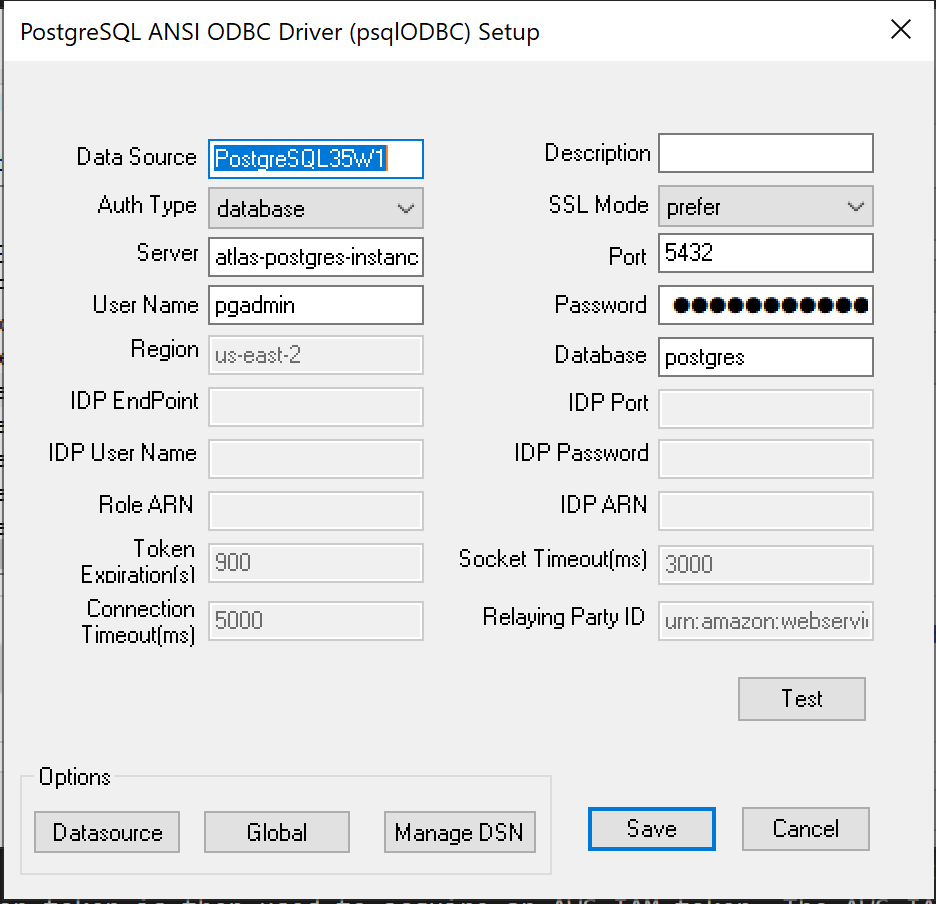 PostgreSQL ANSI ODBC Driver (psqlODBC) Setup
Data Source PostgreSQL35W1 Description
Auth Type database SSL Mode prefer
Server atlas-postgres-instanc Port 5432
User Name pgadmin Password
Region us-east-2 Database postgres
IDP EndPoint IDP Port
IDP User Name IDP Password
Role ARN IDP ARN
Token
Expiration(s) 900 Socket Timeout(ms) 3000
Connection
Timeout(ms) 5000 Relaying Party ID urn:amazon:webservi
Test
Options
Datasource Global Manage DSN Save Cancel